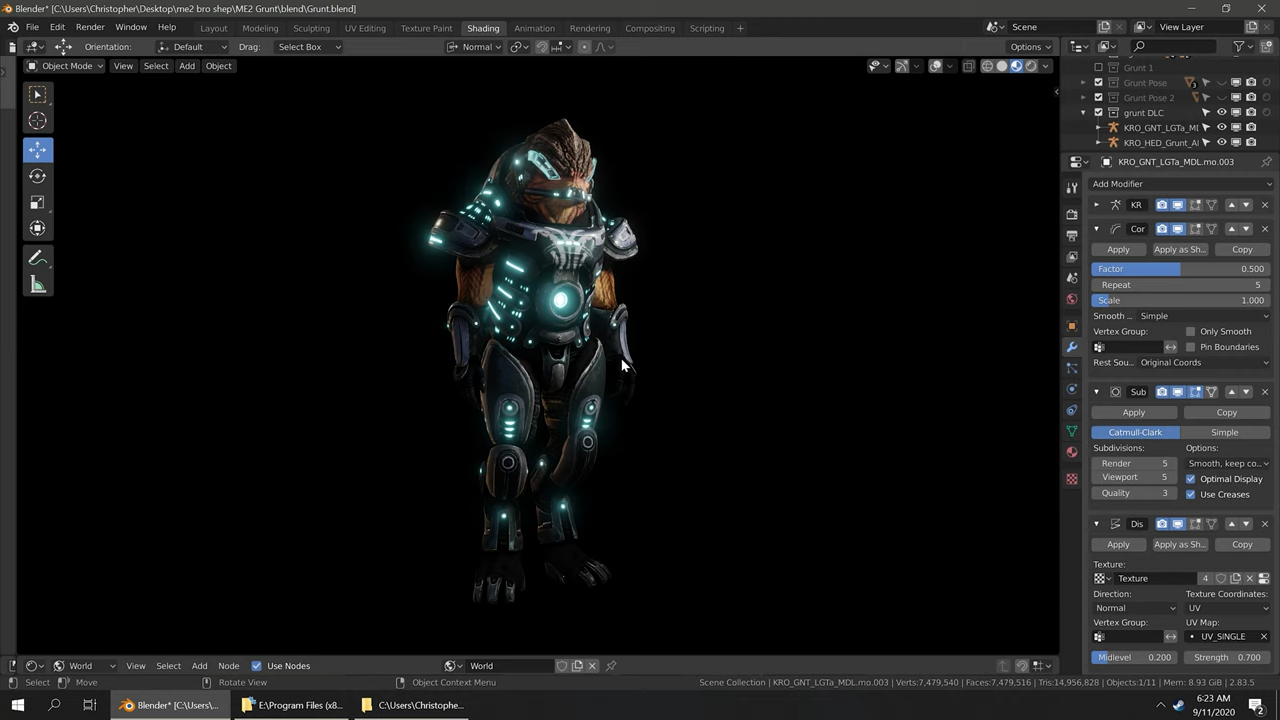 Blender* [C:\Users\Christopher\Desktop\me2 bro shep\ME2 Grunt\blend\Grunt.blend]
File Edit Render Window Help Layout Modeling Sculpting UV Editing Texture Paint Shading Animation Rendering Compositing Scripting Scene View Layer
Orientation: Default Drag: Select Box Normal Options
Object Mode View Select Add Object
Grunt 1
Grunt Pose 3
Grunt Pose 2
grunt DLC
KRO_GNT_LGTa_MD
KRO_HED_Grunt_Al
KRO_GNT_LGTa_MDL.mo.003
Add Modifier
KR
Cor
Apply Apply as Sh... Copy
Factor 0.500
Repeat 5
Scale 1.000
Smooth ... Simple
Vertex Group: Only Smooth
Pin Boundaries
Rest Sou... Original Coords
Sub
Apply Copy
Catmull-Clark Simple
Subdivisions: Options:
Render 5 Smooth, keep co...
Viewport 5 Optimal Display
Quality 3 Use Creases
Dis
Apply Apply as Sh... Copy
Texture:
Texture 4
Direction: Texture Coordinates:
Normal UV
Vertex Group: UV Map:
UV_SINGLE
Midlevel 0.200 Strength 0.700
World View Select Add Node Use Nodes World
Select Move Rotate View Object Context Menu Scene Collection | KRO_GNT_LGTa_MDL.mo.003 | Verts:7,479,540 | Faces:7,479,516 | Tris:14,956,828 | Objects:1/11 | Mem: 8.93 GiB | 2.83.5
Blender* [C:\Users\... E:\Program Files (x8... C:\Users\Christophe...
6:23 AM
9/11/2020
2